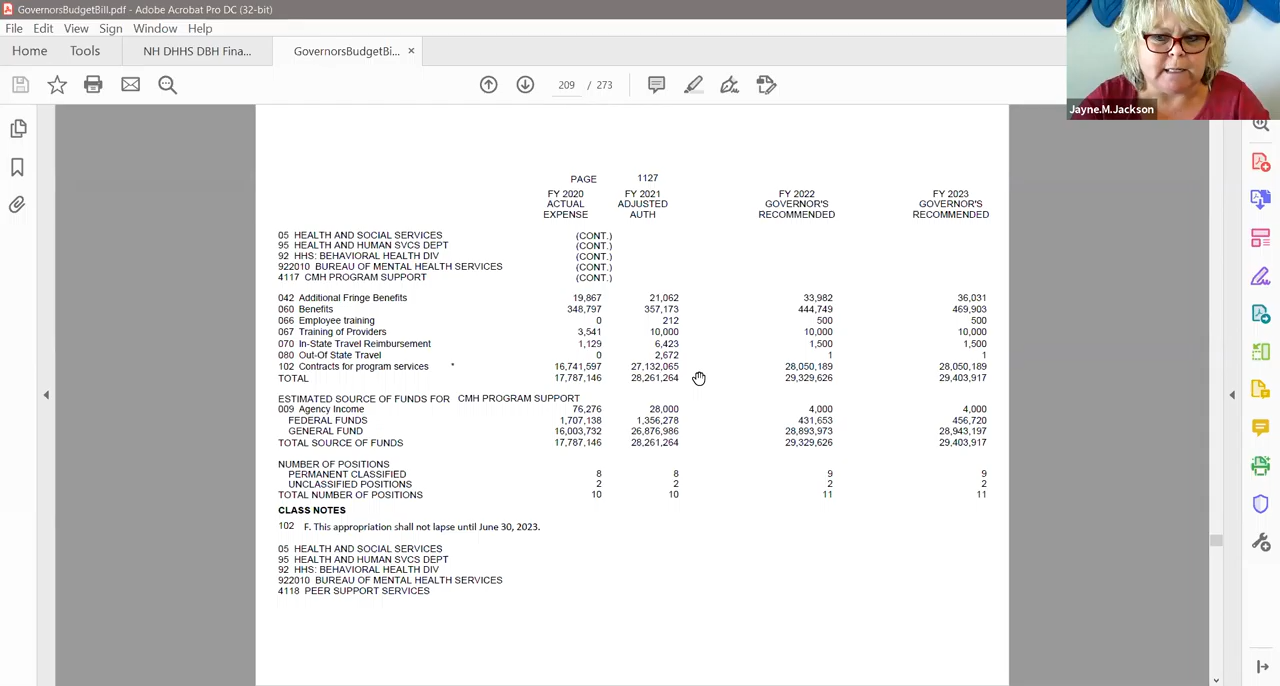 GovernorsBudgetBill.pdf - Adobe Acrobat Pro DC (32-bit)
File Edit View Sign Window Help
Home Tools NH DHHS DBH Fina... GovernorsBudgetBi... ×
209 / 273
Jayne.M.Jackson
PAGE 1127
FY 2020 FY 2021 FY 2022 FY 2023
ACTUAL ADJUSTED GOVERNOR'S GOVERNOR'S
EXPENSE AUTH RECOMMENDED RECOMMENDED
05 HEALTH AND SOCIAL SERVICES (CONT.)
95 HEALTH AND HUMAN SVCS DEPT (CONT.)
92 HHS: BEHAVIORAL HEALTH DIV (CONT.)
922010 BUREAU OF MENTAL HEALTH SERVICES (CONT.)
4117 CMH PROGRAM SUPPORT (CONT.)
042 Additional Fringe Benefits 19,867 21,062 33,982 36,031
060 Benefits 348,797 357,173 444,749 469,903
066 Employee training 0 212 500 500
067 Training of Providers 3,541 10,000 10,000 10,000
070 In-State Travel Reimbursement 1,129 6,423 1,500 1,500
080 Out-Of State Travel 0 2,672 1 1
102 Contracts for program services * 16,741,597 27,132,065 28,050,189 28,050,189
TOTAL 17,787,146 28,261,264 29,329,626 29,403,917
ESTIMATED SOURCE OF FUNDS FOR CMH PROGRAM SUPPORT
009 Agency Income 76,276 28,000 4,000 4,000
FEDERAL FUNDS 1,707,138 1,356,278 431,653 456,720
GENERAL FUND 16,003,732 26,876,986 28,893,973 28,943,197
TOTAL SOURCE OF FUNDS 17,787,146 28,261,264 29,329,626 29,403,917
NUMBER OF POSITIONS
PERMANENT CLASSIFIED 8 8 9 9
UNCLASSIFIED POSITIONS 2 2 2 2
TOTAL NUMBER OF POSITIONS 10 10 11 11
CLASS NOTES
102 F. This appropriation shall not lapse until June 30, 2023.
05 HEALTH AND SOCIAL SERVICES
95 HEALTH AND HUMAN SVCS DEPT
92 HHS: BEHAVIORAL HEALTH DIV
922010 BUREAU OF MENTAL HEALTH SERVICES
4118 PEER SUPPORT SERVICES